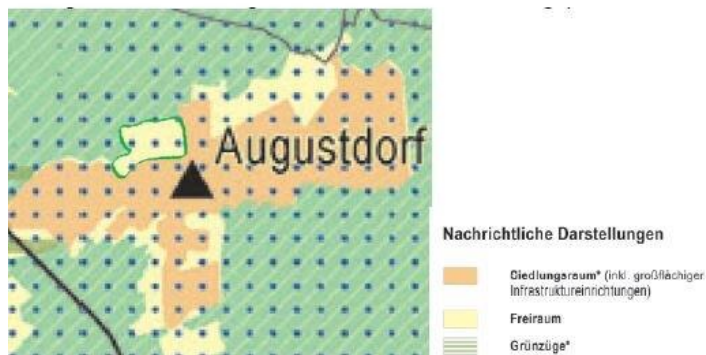 Augustdorf
Nachrichtliche Darstellungen
Siedlungsraum* (inkl. großflächiger
Infrastruktureinrichtungen)
Freiraum
Grünzüge*